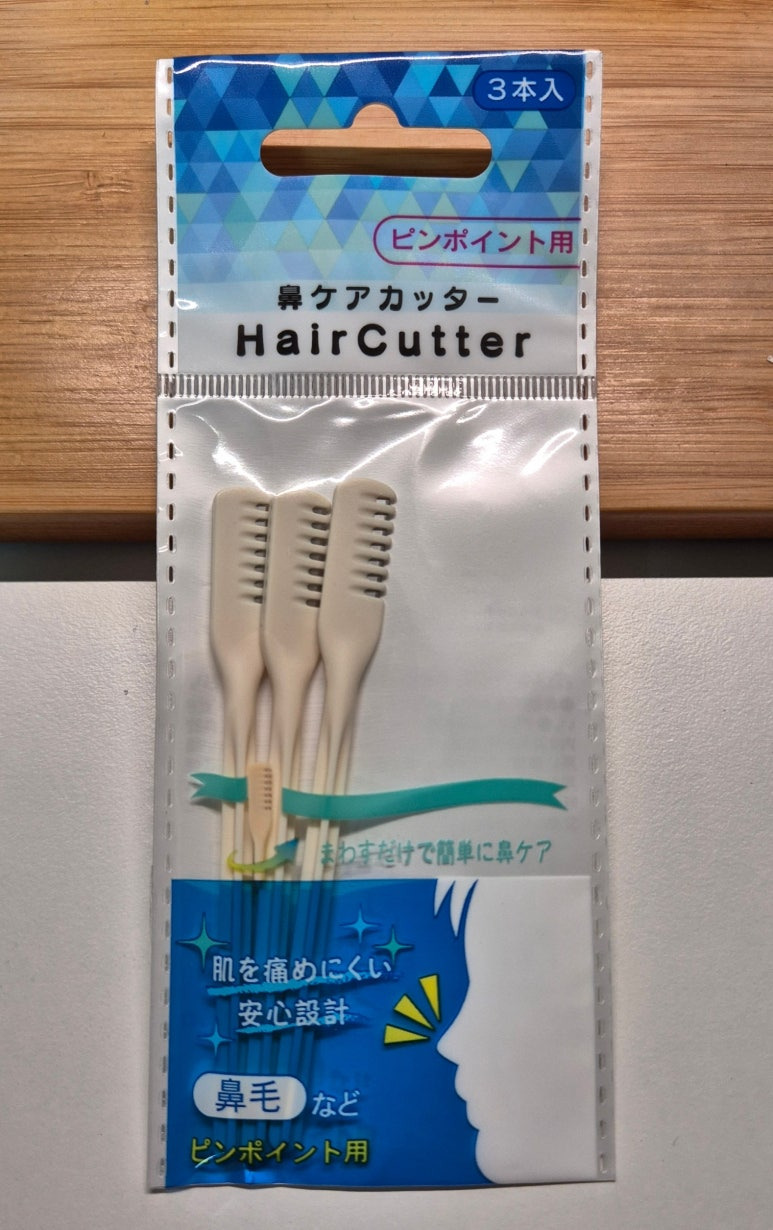 3本入
ピンポイント用
鼻ケアカッター
HairCutter
まわすだけで簡単に鼻ケア
肌を痛めにくい
安心設計
鼻毛など
ピンポイント用